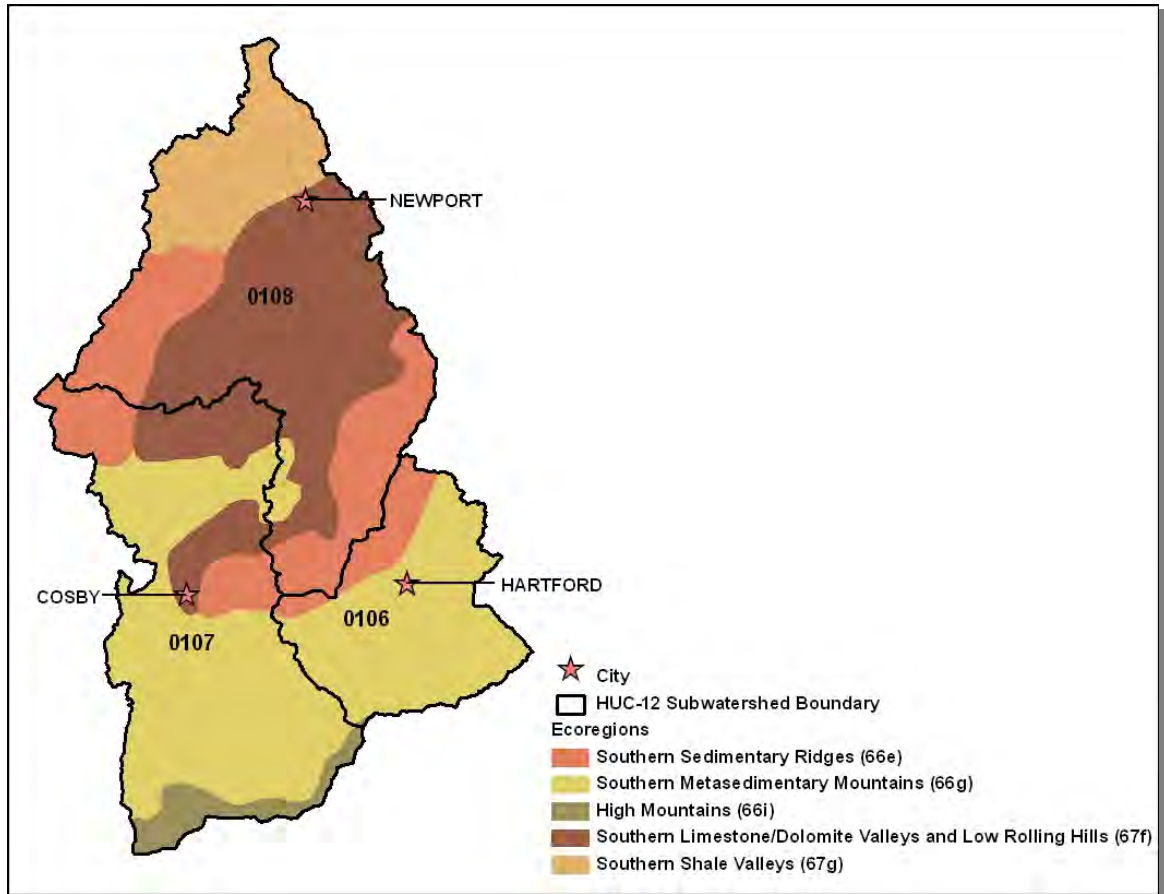 NEWPORT
0108
COSBY
HARTFORD
0106
0107
City
HUC-12 Subwatershed Boundary
Ecoregions
Southern Sedimentary Ridges (66e)
Southern Metasedimentary Mountains (66g)
High Mountains (66i)
Southern Limestone/Dolomite Valleys and Low Rolling Hills (67f)
Southern Shale Valleys (67g)